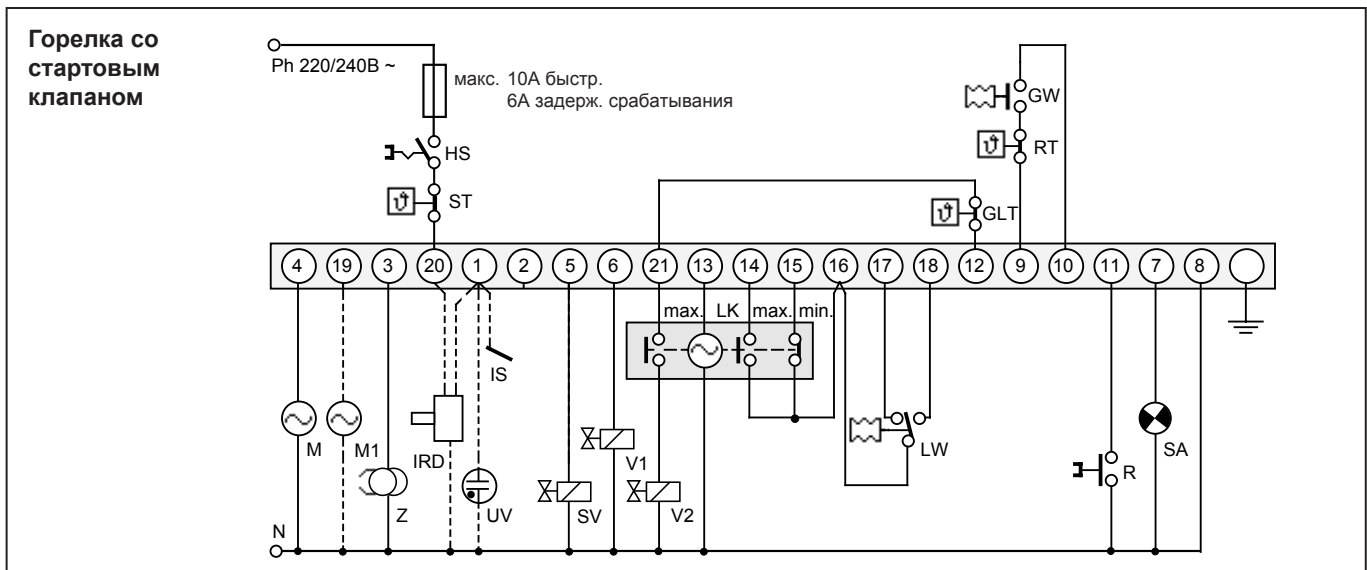 Горелка со
стартовым
клапаном
Ph 220/240В ~
макс. 10А быстр.
6А задерж. срабатывания
HS
ST
GW
RT
GLT
4 19 3 20 1 2 5 6 21 13 14 15 16 17 18 12 9 10 11 7 8
max. LK max. min.
IS
M
M1
IRD
Z
UV
SV
V1
V2
LW
R
SA
N